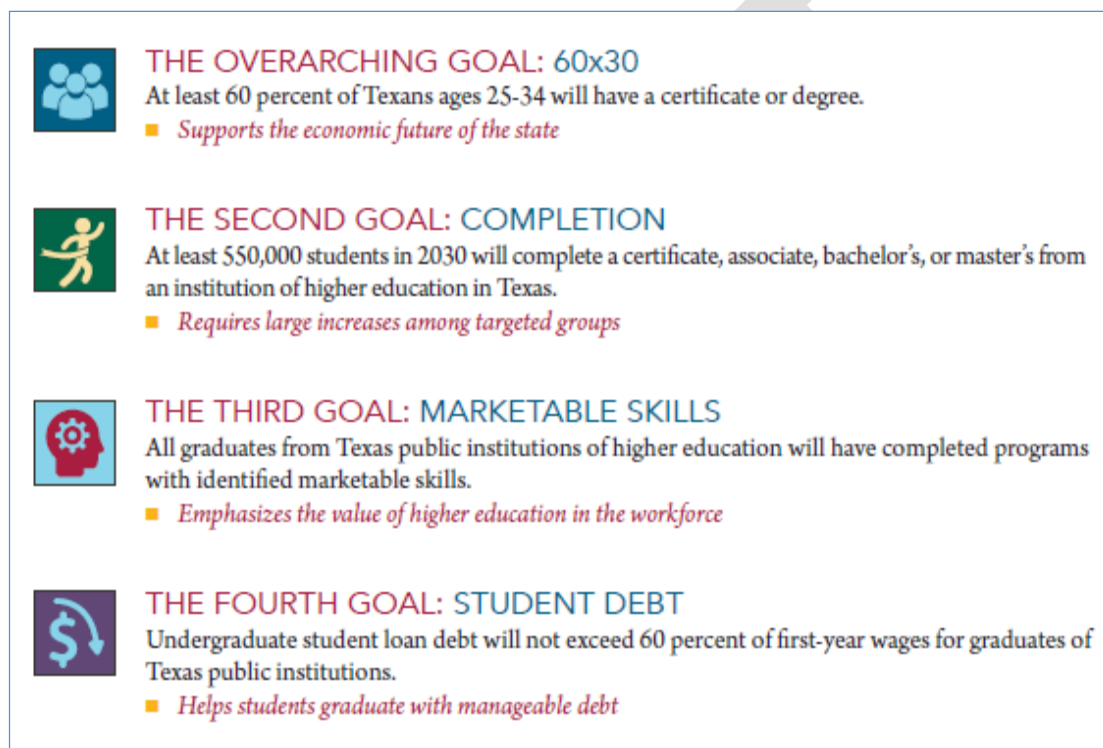 THE OVERARCHING GOAL: 60x30
At least 60 percent of Texans ages 25-34 will have a certificate or degree.
Supports the economic future of the state
THE SECOND GOAL: COMPLETION
At least 550,000 students in 2030 will complete a certificate, associate, bachelor’s, or master’s from
an institution of higher education in Texas.
Requires large increases among targeted groups
THE THIRD GOAL: MARKETABLE SKILLS
All graduates from Texas public institutions of higher education will have completed programs
with identified marketable skills.
Emphasizes the value of higher education in the workforce
$
THE FOURTH GOAL: STUDENT DEBT
Undergraduate student loan debt will not exceed 60 percent of first-year wages for graduates of
Texas public institutions.
Helps students graduate with manageable debt